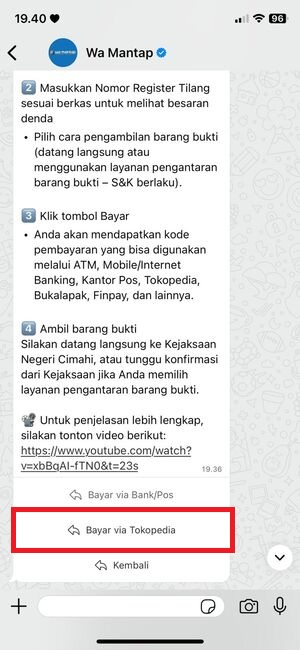 19.40
40
Wa Mantap
2 Masukkan Nomor Register Tilang
sesuai berkas untuk melihat besaran
denda
• Pilih cara pengambilan barang bukti
(datang langsung atau
menggunakan layanan pengantaran
barang bukti – S&K berlaku).
3 Klik tombol Bayar
• Anda akan mendapatkan kode
pembayaran yang bisa digunakan
melalui ATM, Mobile/Internet
Banking, Kantor Pos, Tokopedia,
Bukalapak, Finpay, dan lainnya.
4 Ambil barang bukti
Silakan datang langsung ke Kejaksaan
Negeri Cimahi, atau tunggu konfirmasi
dari Kejaksaan jika Anda memilih
layanan pengantaran barang bukti.
Untuk penjelasan lebih lengkap,
silakan tonton video berikut:
https://www.youtube.com/watch?
v=xbBqAI-fTN0&t=23s
19.36
Bayar via Bank/Pos
Bayar via Tokopedia
Kembali